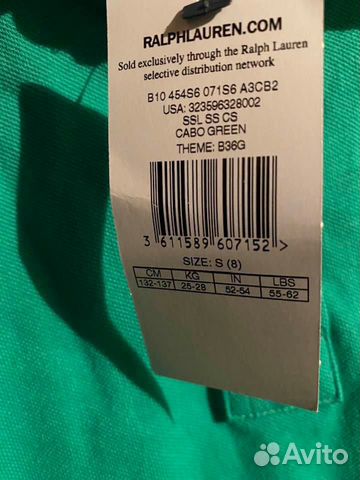 RALPHLAUREN.COM
Sold exclusively through the Ralph Lauren
selective distribution network
B10 454S6 071S6 A3CB2
USA: 323596328002
SSL SS CS
CABO GREEN
THEME: B36G
3 611589 607152 >
SIZE: S (8)
CM KG IN LBS
132-137 25-28 52-54 55-62
Avito